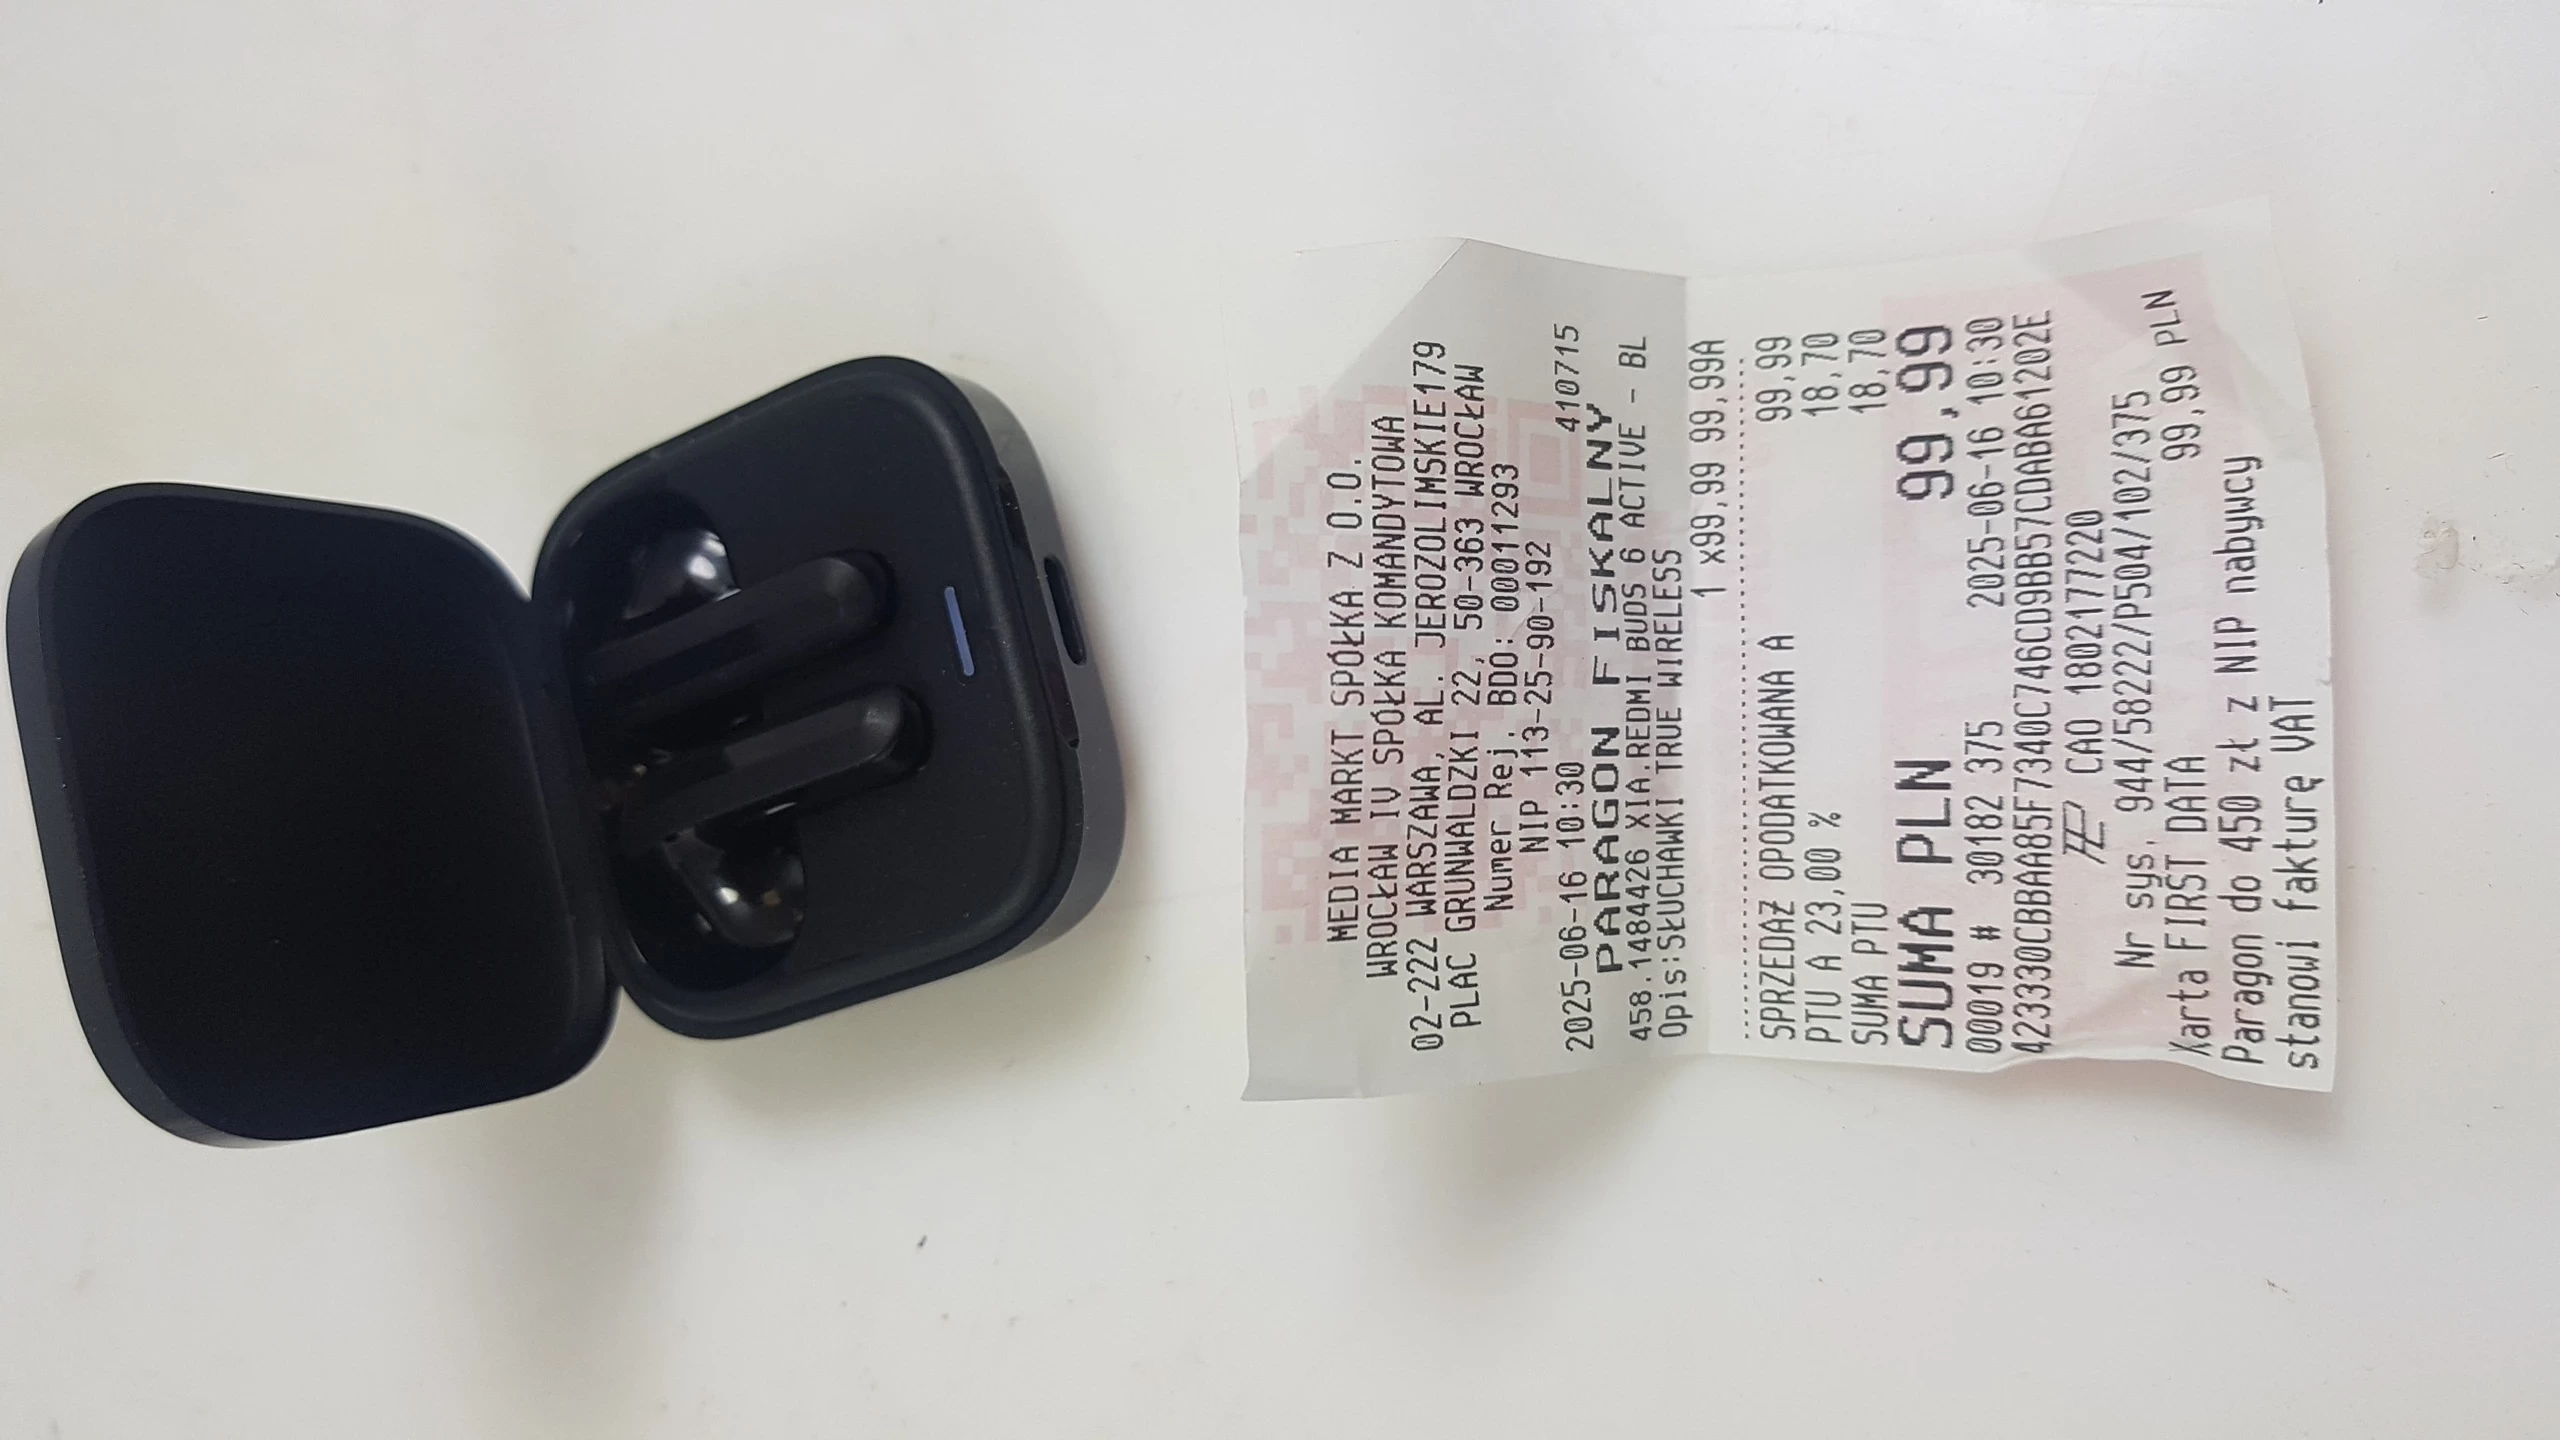 MEDIA MARKT SPÓŁKA Z O.O.
WROCŁAW IV SPÓŁKA KOMANDYTOWA
02-222 WARSZAWA, AL. JEROZOLIMSKIE179
PLAC GRUNWALDZKI 22, 50-363 WROCŁAW
Numer Rej. BDO: 000011293
NIP 113-25-90-192
2025-06-16 10:30 410715
PARAGON FISKALNY
458.1484426 XIA.REDMI BUDS 6 ACTIVE - BL
Opis:SŁUCHAWKI TRUE WIRELESS
1 x99,99 99,99A
SPRZEDAŻ OPODATKOWANA A 99,99
PTU A 23,00 % 18,70
SUMA PTU 18,70
SUMA PLN 99,99
00019 # 30182 375 2025-06-16 10:30
423330CBBAA85F7340C746CD9BB57CDABA61202E
CAO 1802177220
Nr sys. 944/58222/P504/102/375
Karta FIRST DATA 99,99 PLN
Paragon do 450 zł z NIP nabywcy
stanowi fakturę VAT